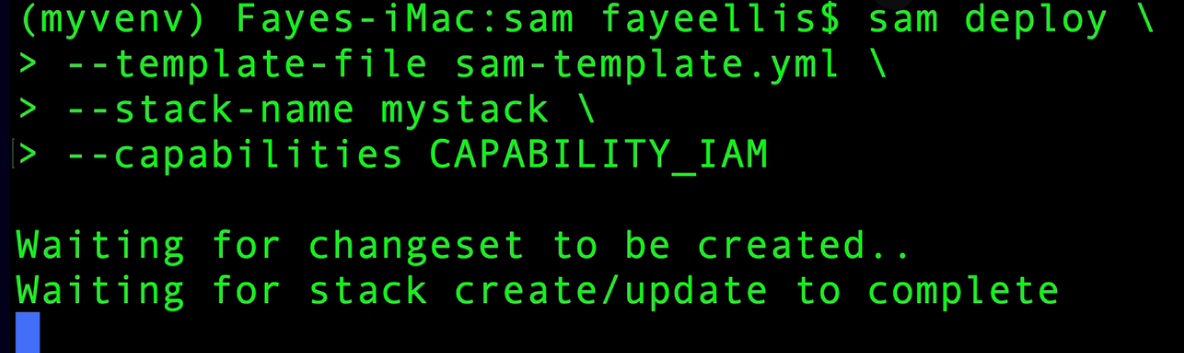 (myvenv) Fayes-iMac:sam fayeellis$ sam deploy \
> --template-file sam-template.yml \
> --stack-name mystack \
> --capabilities CAPABILITY_IAM
Waiting for changeset to be created..
Waiting for stack create/update to complete